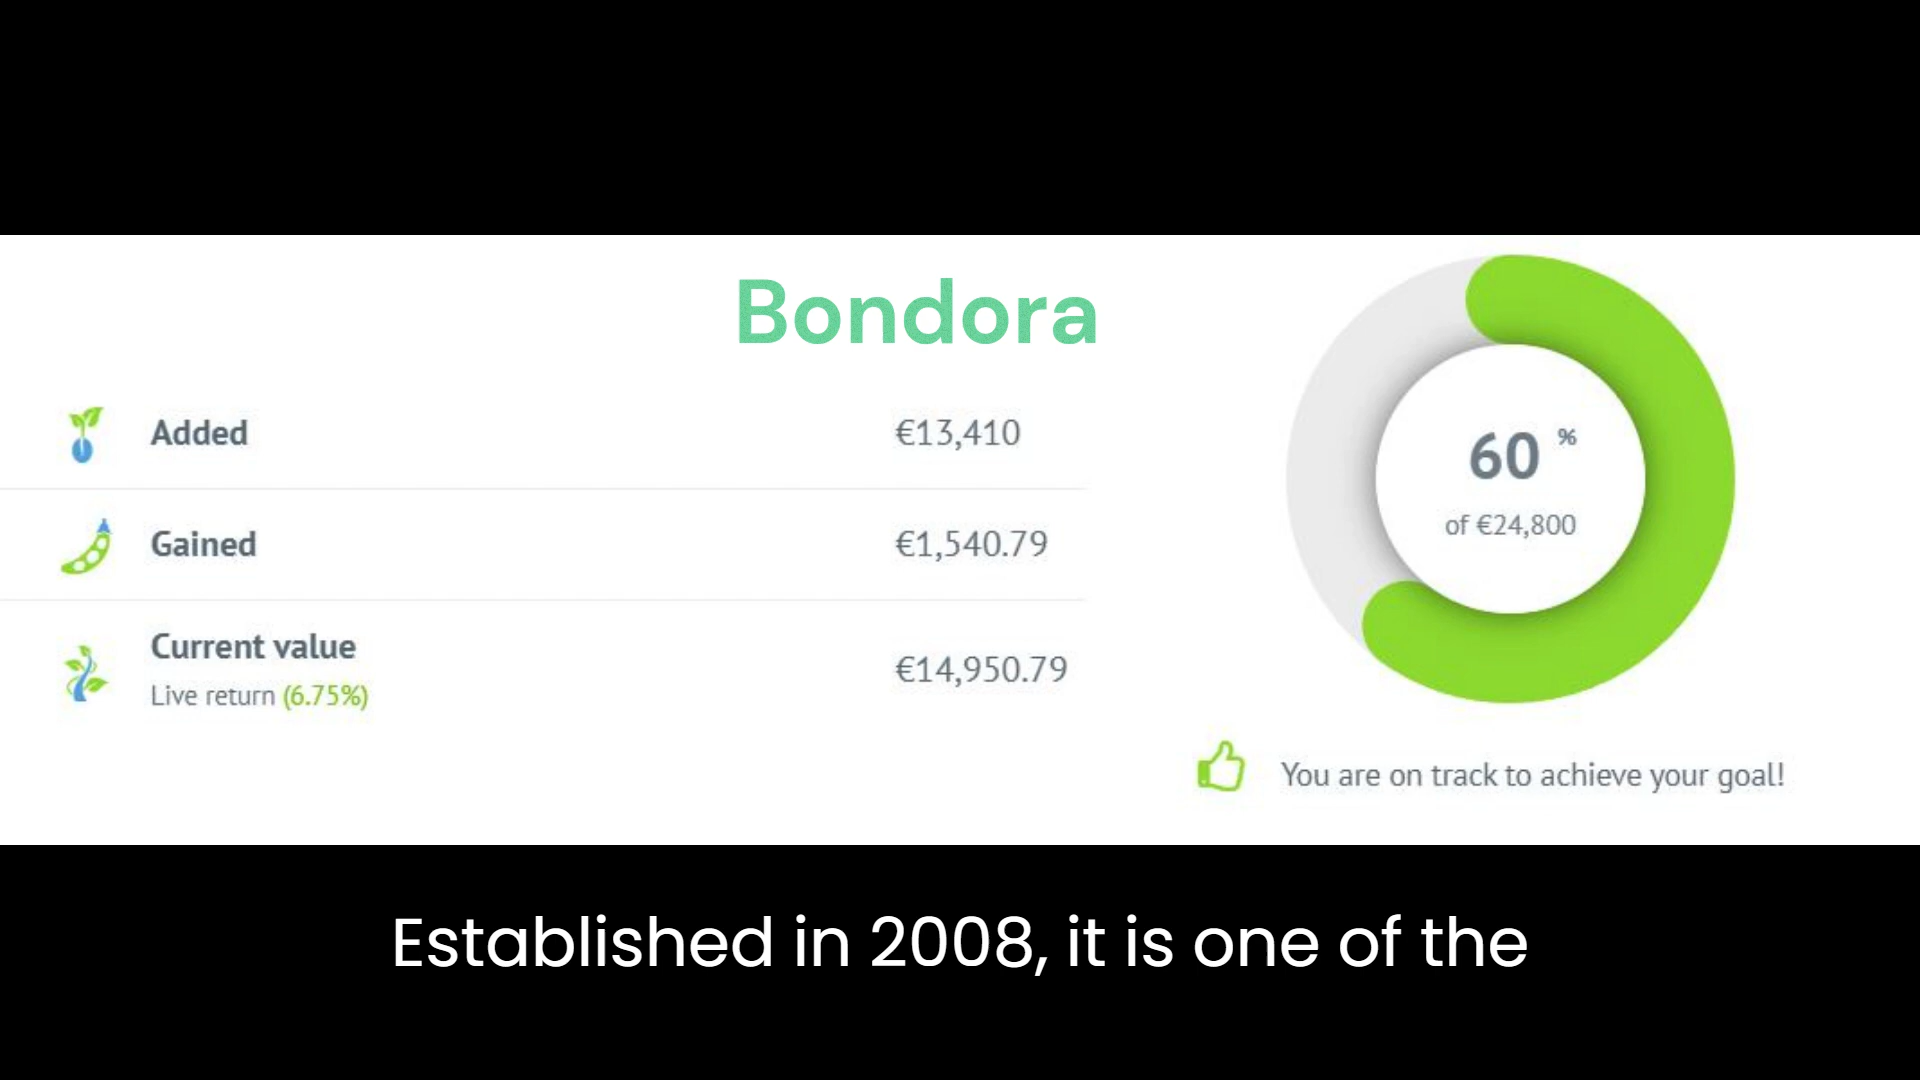 Bondora
Added €13,410
Gained €1,540.79
Current value €14,950.79
Live return (6.75%)
60 %
of €24,800
You are on track to achieve your goal!
Established in 2008, it is one of the